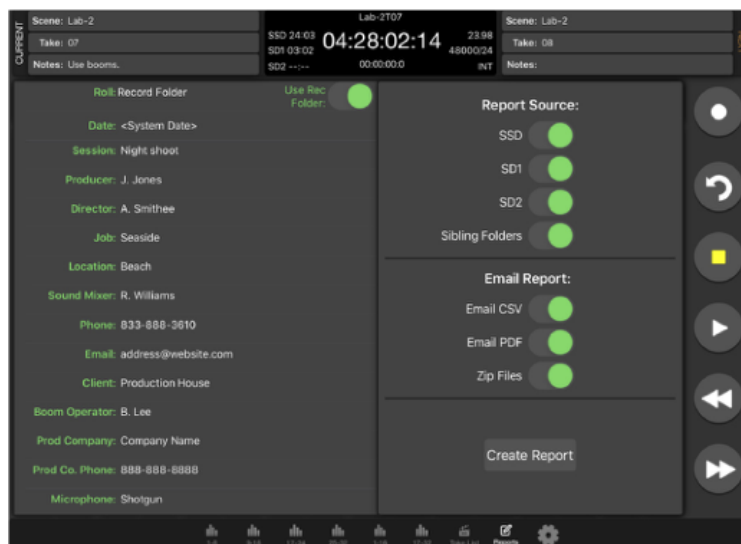 CURRENT
Scene: Lab-2
Take: 07
Notes: Use booms.
Lab-2T07
SSD 24:03
SD1 03:02
SD2 --:--
04:28:02:14
00:00:00:0
23.98
48000/24
INT
Scene: Lab-2
Take: 08
Notes:
Roll: Record Folder
Use Rec Folder:
Date: <System Date>
Session: Night shoot
Producer: J. Jones
Director: A. Smithee
Job: Seaside
Location: Beach
Sound Mixer: R. Williams
Phone: 833-888-3610
Email: address@website.com
Client: Production House
Boom Operator: B. Lee
Prod Company: Company Name
Prod Co. Phone: 888-888-8888
Microphone: Shotgun
Report Source:
SSD
SD1
SD2
Sibling Folders
Email Report:
Email CSV
Email PDF
Zip Files
Create Report
Take List
Reports